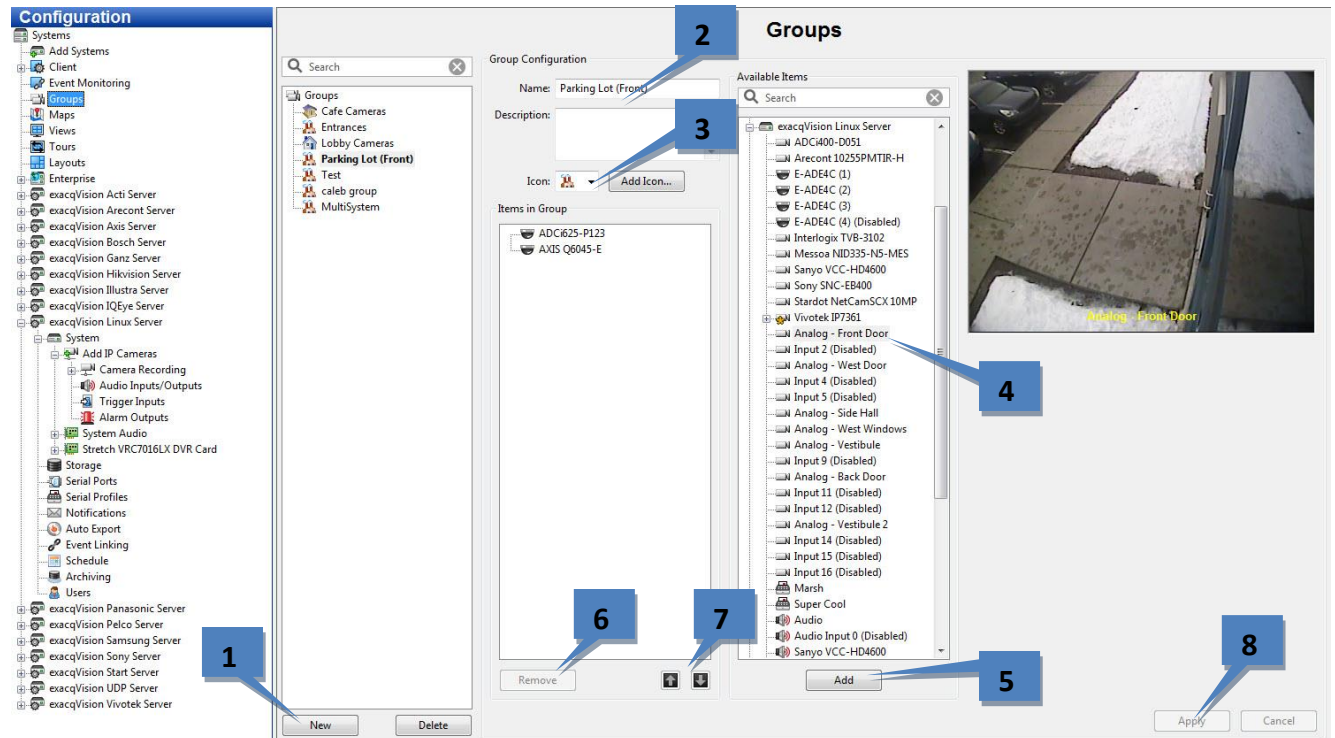 Configuration
Systems
Add Systems
Client
Event Monitoring
Groups
Maps
Views
Tours
Layouts
Enterprise
exacqVision Acti Server
exacqVision Arecont Server
exacqVision Axis Server
exacqVision Bosch Server
exacqVision Ganz Server
exacqVision Hikvision Server
exacqVision Illustra Server
exacqVision IQEye Server
exacqVision Linux Server
System
Add IP Cameras
Camera Recording
Audio Inputs/Outputs
Trigger Inputs
Alarm Outputs
System Audio
Stretch VRC7016LX DVR Card
Storage
Serial Ports
Serial Profiles
Notifications
Auto Export
Event Linking
Schedule
Archiving
Users
exacqVision Panasonic Server
exacqVision Pelco Server
exacqVision Samsung Server
exacqVision Sony Server
exacqVision Start Server
exacqVision UDP Server
exacqVision Vivotek Server
1
Search
Groups
Cafe Cameras
Entrances
Lobby Cameras
Parking Lot (Front)
Test
caleb group
MultiSystem
New
Delete
Groups
2
Group Configuration
Name: Parking Lot (Front)
Description:
3
Icon:
Add Icon...
Items in Group
ADCi625-P123
AXIS Q6045-E
6
7
Remove
Available Items
Search
exacqVision Linux Server
ADCi400-D051
Arecont 10255PMTIR-H
E-ADE4C (1)
E-ADE4C (2)
E-ADE4C (3)
E-ADE4C (4) (Disabled)
Interlogix TVB-3102
Messoa NID335-N5-MES
Sanyo VCC-HD4600
Sony SNC-EB400
Stardot NetCamSCX 10MP
Vivotek IP7361
Analog - Front Door
Input 2 (Disabled)
Analog - West Door
Input 4 (Disabled)
Input 5 (Disabled)
Analog - Side Hall
Analog - West Windows
Analog - Vestibule
Input 9 (Disabled)
Analog - Back Door
Input 11 (Disabled)
Input 12 (Disabled)
Analog - Vestibule 2
Input 14 (Disabled)
Input 15 (Disabled)
Input 16 (Disabled)
Marsh
Super Cool
Audio
Audio Input 0 (Disabled)
Sanyo VCC-HD4600
4
Add
5
Analog - Front Door
8
Apply
Cancel